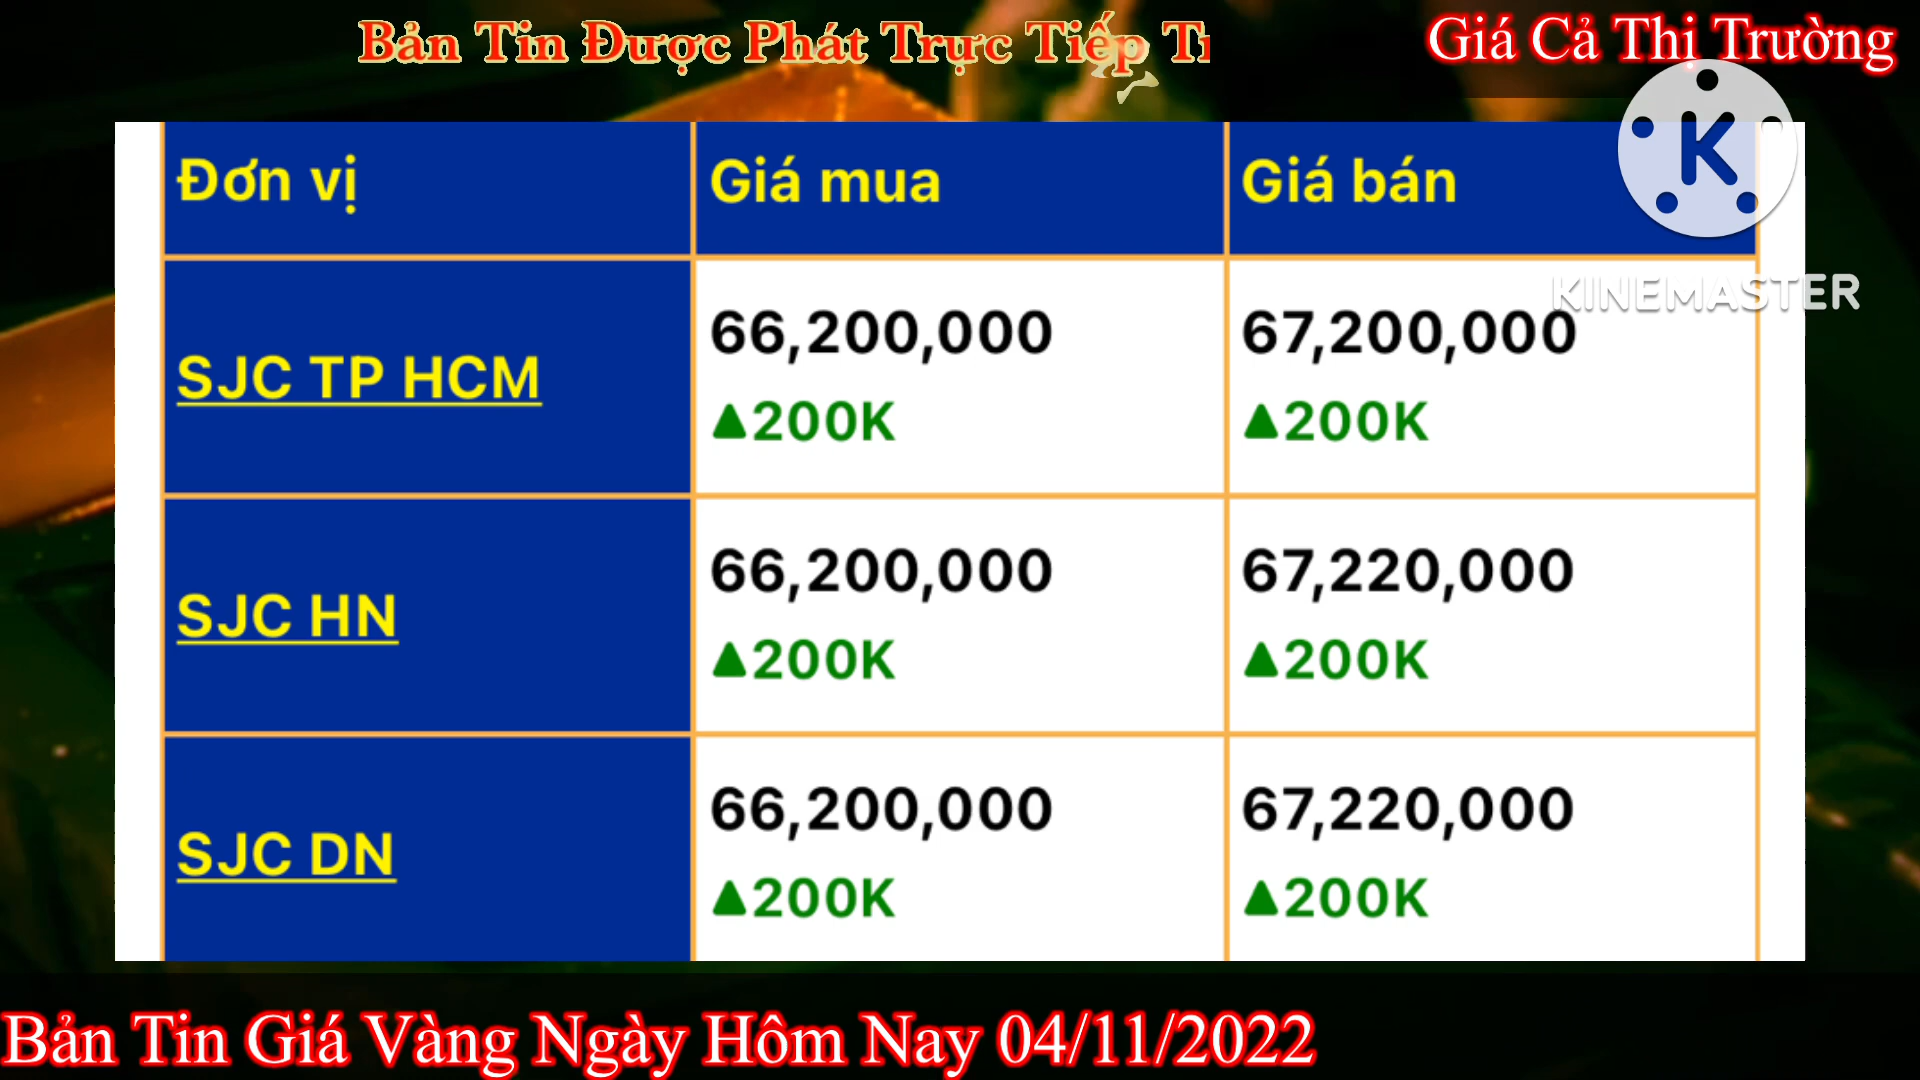 Bản Tin Được Phát Trực Tiếp
Giá Cả Thị Trường
K
KINEMASTER
Đơn vị Giá mua Giá bán
SJC TP HCM 66,200,000 67,200,000
▲200K ▲200K
SJC HN 66,200,000 67,220,000
▲200K ▲200K
SJC DN 66,200,000 67,220,000
▲200K ▲200K
Bản Tin Giá Vàng Ngày Hôm Nay 04/11/2022